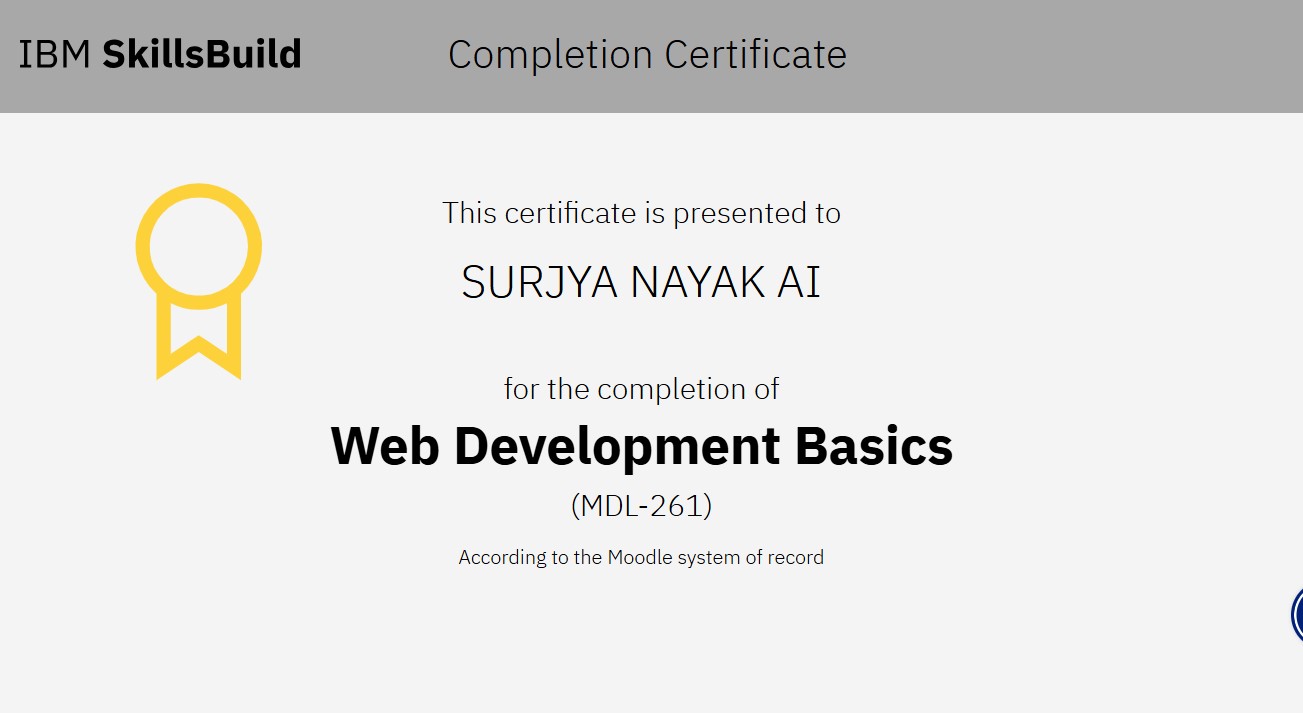 IBM SkillsBuild
Completion Certificate
This certificate is presented to
SURJYA NAYAK AI
for the completion of
Web Development Basics
(MDL-261)
According to the Moodle system of record